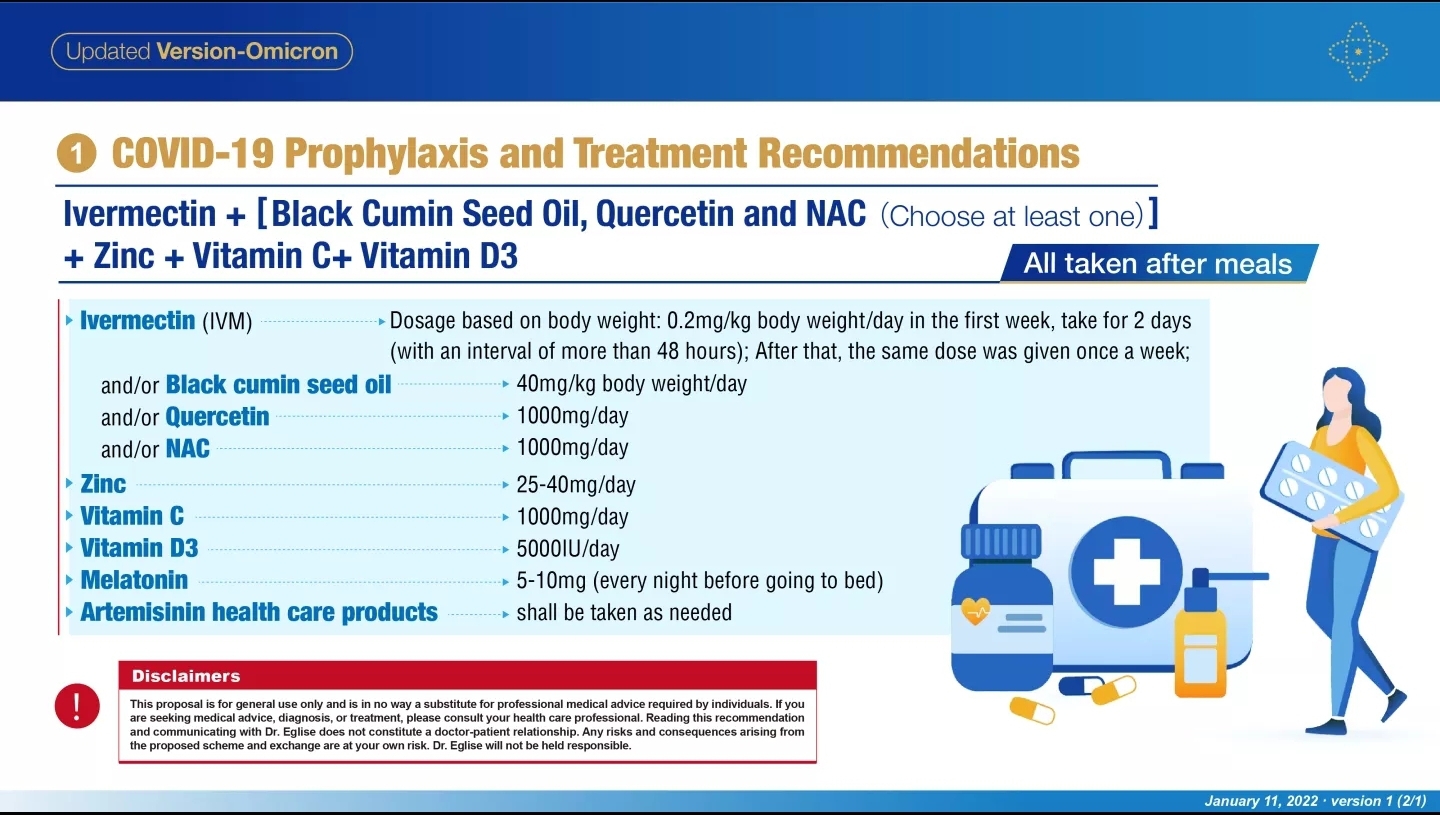 Updated Version-Omicron
1 COVID-19 Prophylaxis and Treatment Recommendations
Ivermectin + [Black Cumin Seed Oil, Quercetin and NAC (Choose at least one)]
+ Zinc + Vitamin C+ Vitamin D3
All taken after meals
Ivermectin (IVM) Dosage based on body weight: 0.2mg/kg body weight/day in the first week, take for 2 days
(with an interval of more than 48 hours); After that, the same dose was given once a week;
and/or Black cumin seed oil 40mg/kg body weight/day
and/or Quercetin 1000mg/day
and/or NAC 1000mg/day
Zinc 25-40mg/day
Vitamin C 1000mg/day
Vitamin D3 5000IU/day
Melatonin 5-10mg (every night before going to bed)
Artemisinin health care products shall be taken as needed
! Disclaimers
This proposal is for general use only and is in no way a substitute for professional medical advice required by individuals. If you
are seeking medical advice, diagnosis, or treatment, please consult your health care professional. Reading this recommendation
and communicating with Dr. Eglise does not constitute a doctor-patient relationship. Any risks and consequences arising from
the proposed scheme and exchange are at your own risk. Dr. Eglise will not be held responsible.
January 11, 2022 · version 1 (2/1)